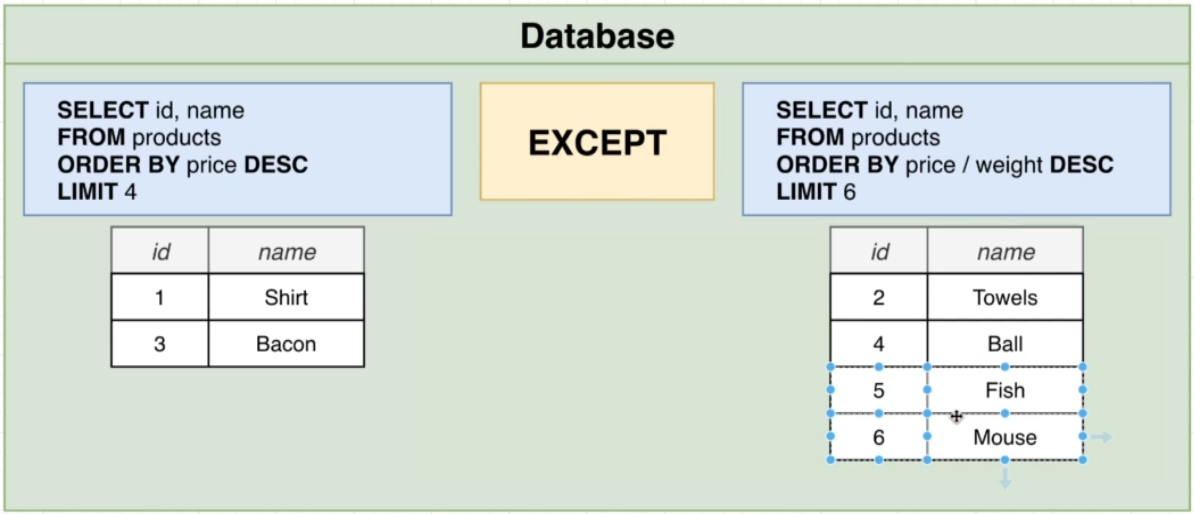 Database
SELECT id, name
FROM products
ORDER BY price DESC
LIMIT 4
EXCEPT
SELECT id, name
FROM products
ORDER BY price / weight DESC
LIMIT 6
id name
1 Shirt
3 Bacon
id name
2 Towels
4 Ball
5 Fish
6 Mouse